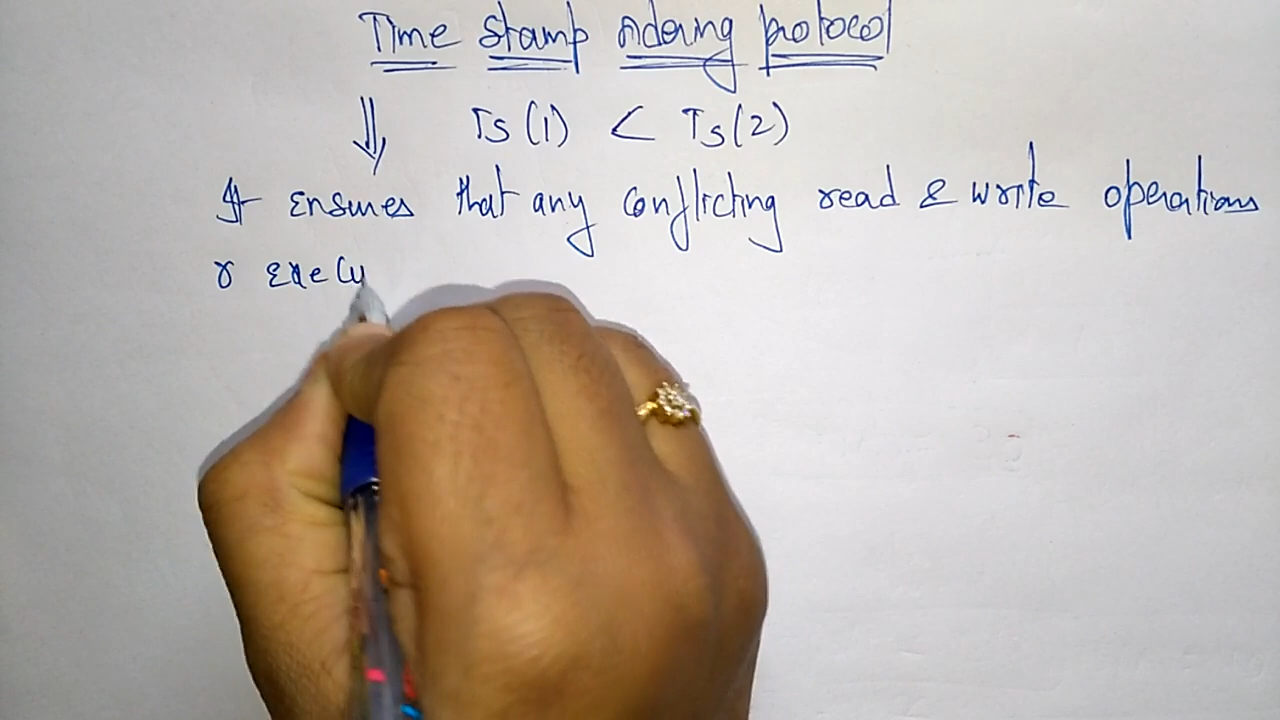 Time stamp ordering protocol
⇓ Ts(1) < Ts(2)
It ensures that any conflicting read & write operations
r execu